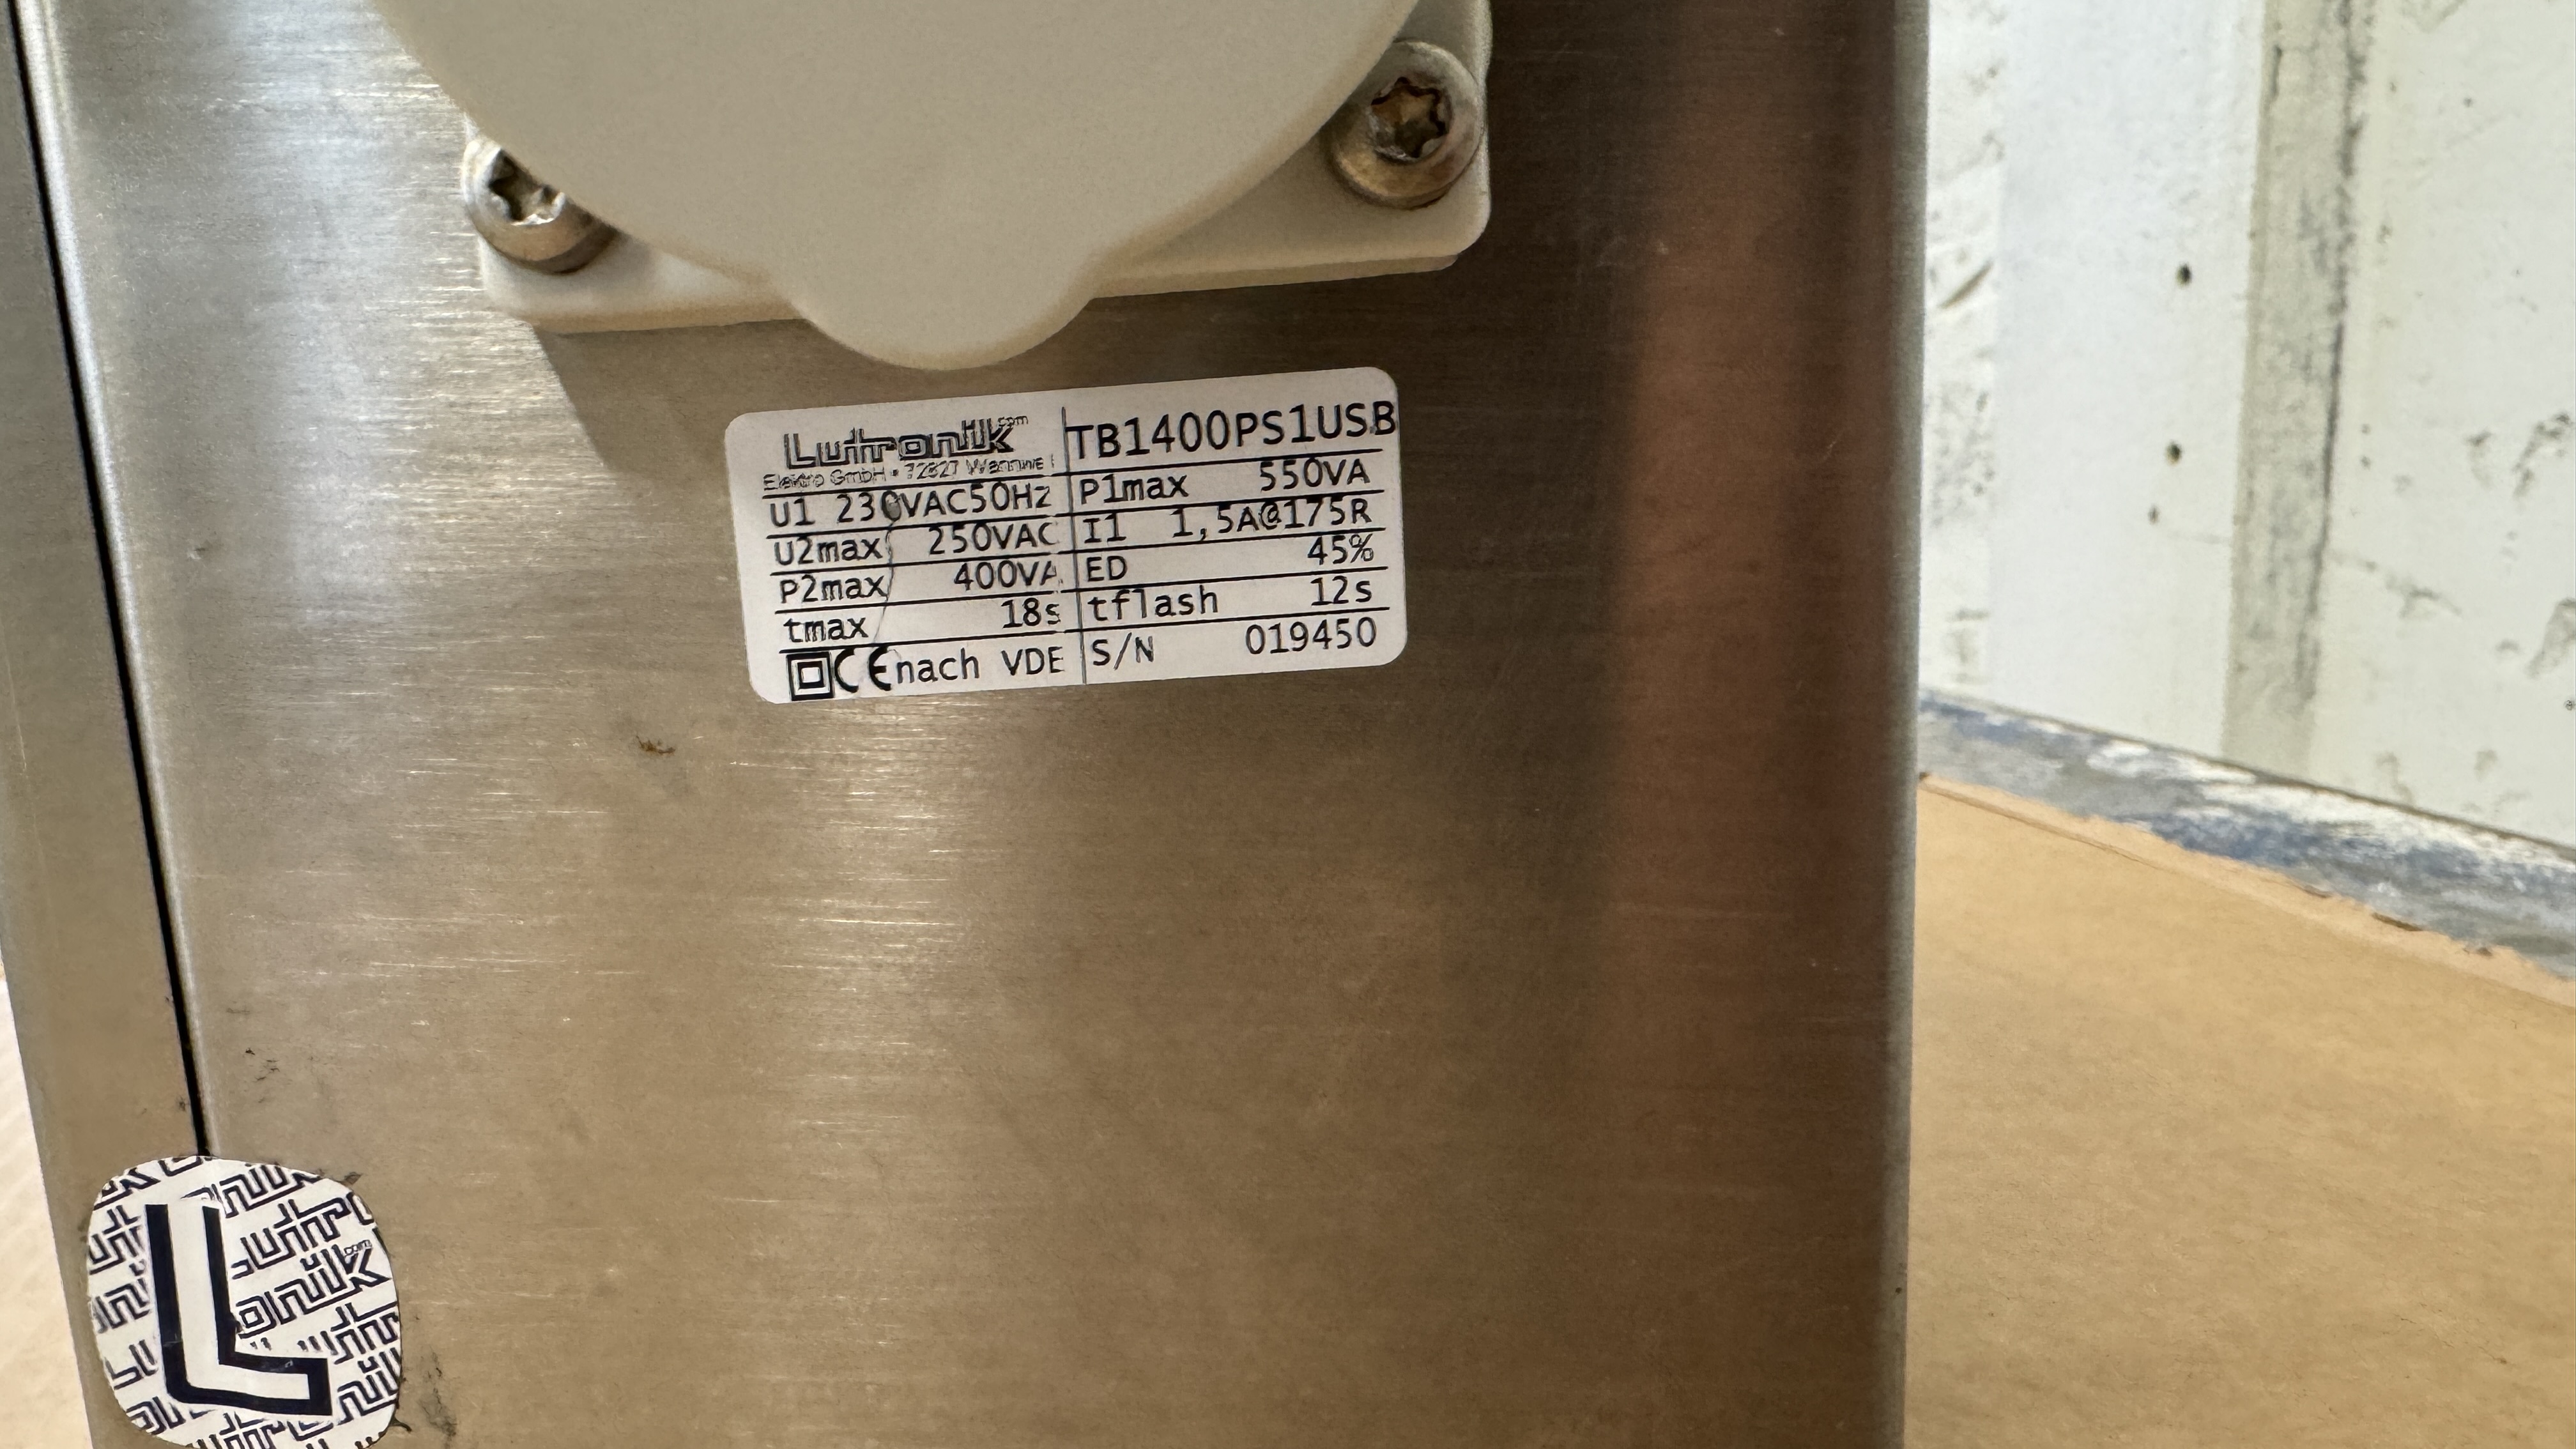 Lutronik.com TB1400PS1USB
Elektro GmbH • 72827 Wannwe
U1 230VAC50Hz P1max 550VA
U2max 250VAC I1 1,5A@175R
P2max 400VA ED 45%
tmax 18s tflash 12s
CE nach VDE S/N 019450
L
Lutronik.com